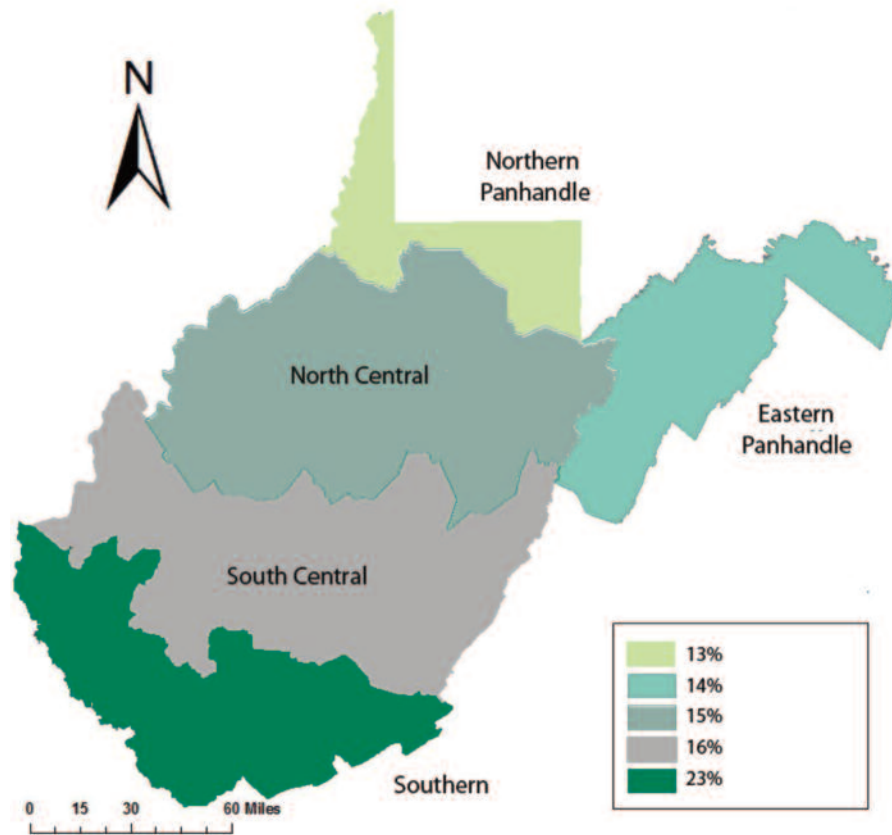 N
Northern
Panhandle
North Central
Eastern
Panhandle
South Central
13%
14%
15%
16%
23%
Southern
0 15 30 60 Miles